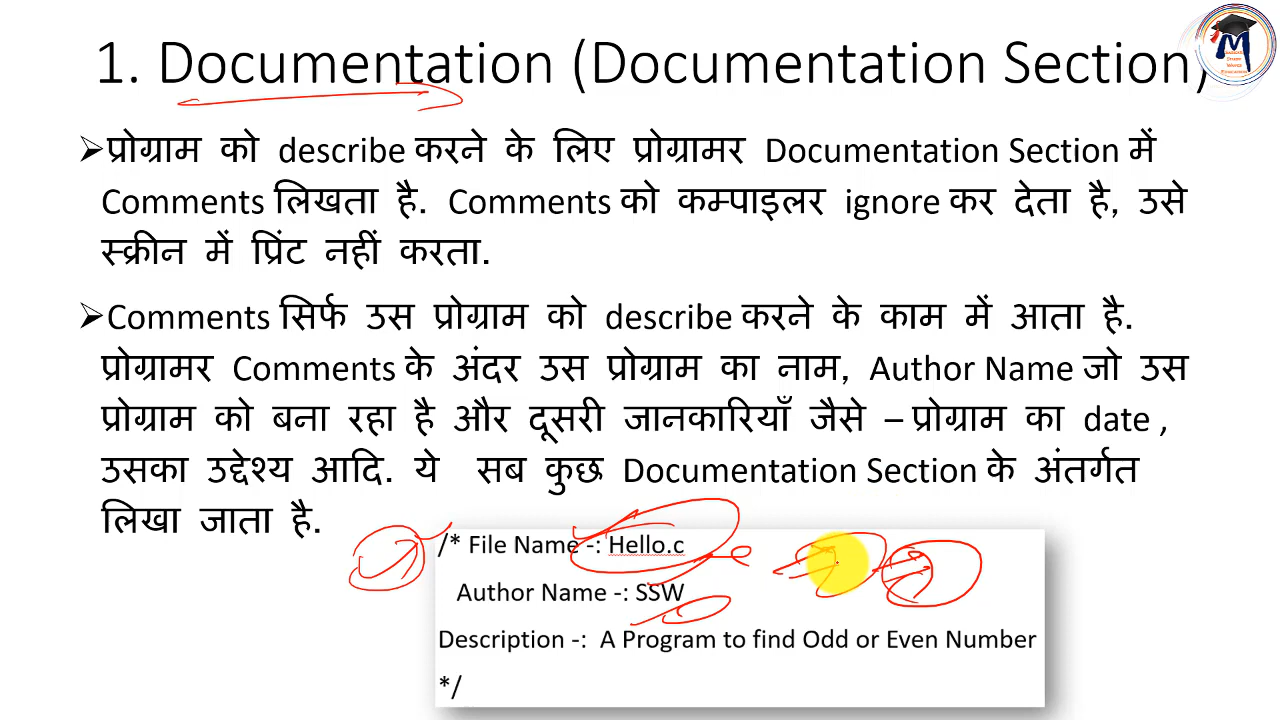 1. Documentation (Documentation Section)
➢प्रोग्राम को describe करने के लिए प्रोग्रामर Documentation Section में
Comments लिखता है. Comments को कम्पाइलर ignore कर देता है, उसे
स्क्रीन में प्रिंट नहीं करता.
➢Comments सिर्फ उस प्रोग्राम को describe करने के काम में आता है.
प्रोग्रामर Comments के अंदर उस प्रोग्राम का नाम, Author Name जो उस
प्रोग्राम को बना रहा है और दूसरी जानकारियाँ जैसे – प्रोग्राम का date ,
उसका उद्देश्य आदि. ये सब कुछ Documentation Section के अंतर्गत
लिखा जाता है.
/* File Name -: Hello.c
Author Name -: SSW
Description -: A Program to find Odd or Even Number
*/